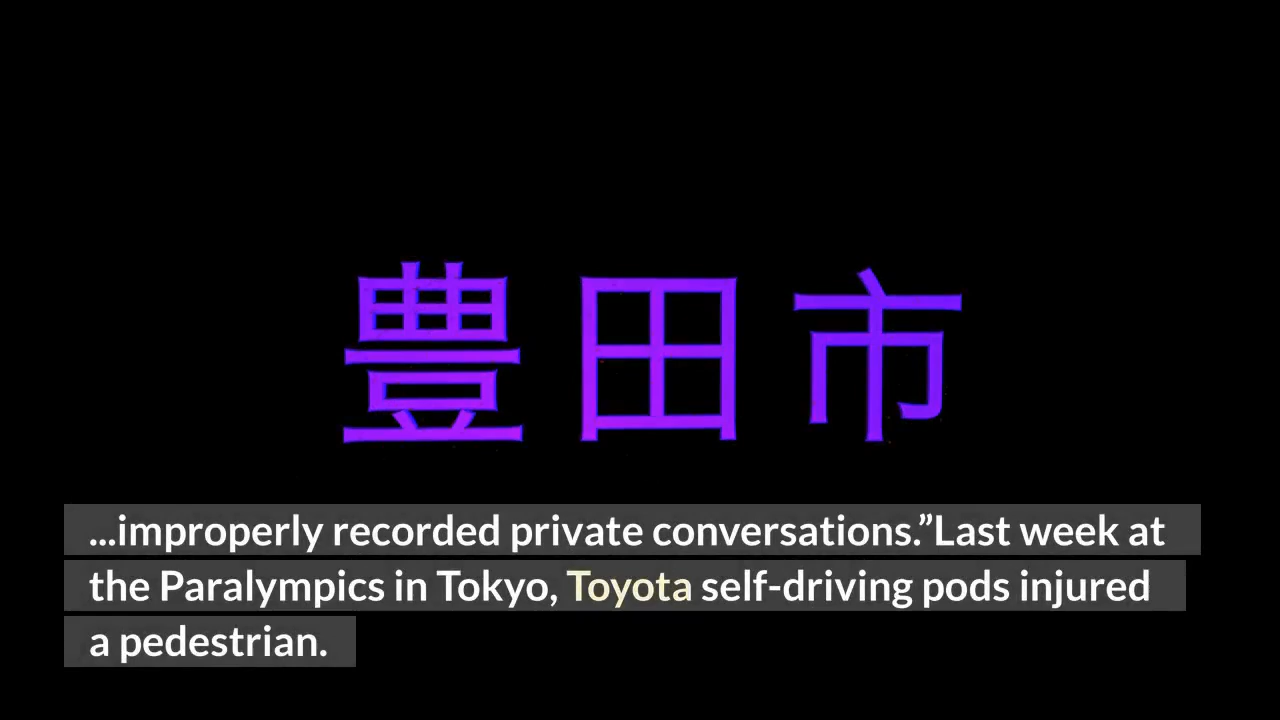 豊田市
...improperly recorded private conversations.”Last week at
the Paralympics in Tokyo, Toyota self-driving pods injured
a pedestrian.